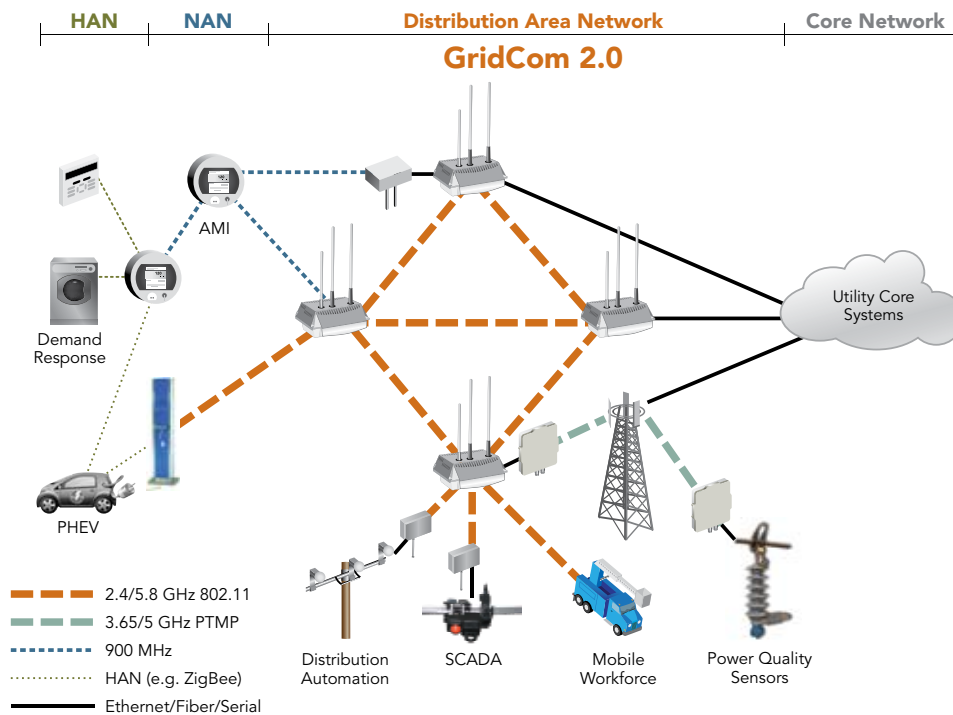 HAN
NAN
Distribution Area Network
Core Network
GridCom 2.0
AMI
Utility Core
Systems
Demand
Response
PHEV
2.4/5.8 GHz 802.11
3.65/5 GHz PTMP
900 MHz
HAN (e.g. ZigBee)
Ethernet/Fiber/Serial
Distribution
Automation
SCADA
Mobile
Workforce
Power Quality
Sensors